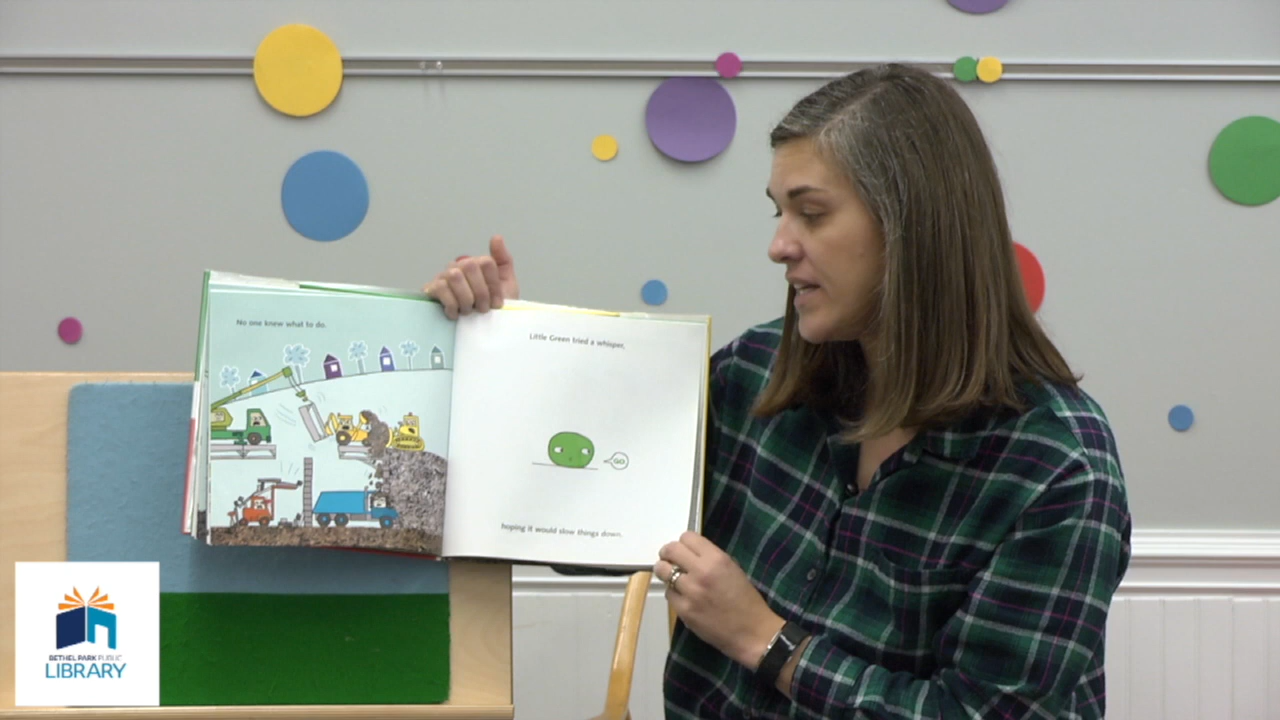 No one knew what to do.
Little Green tried a whisper,
GO
hoping it would slow things down.
BETHEL PARK PUBLIC
LIBRARY